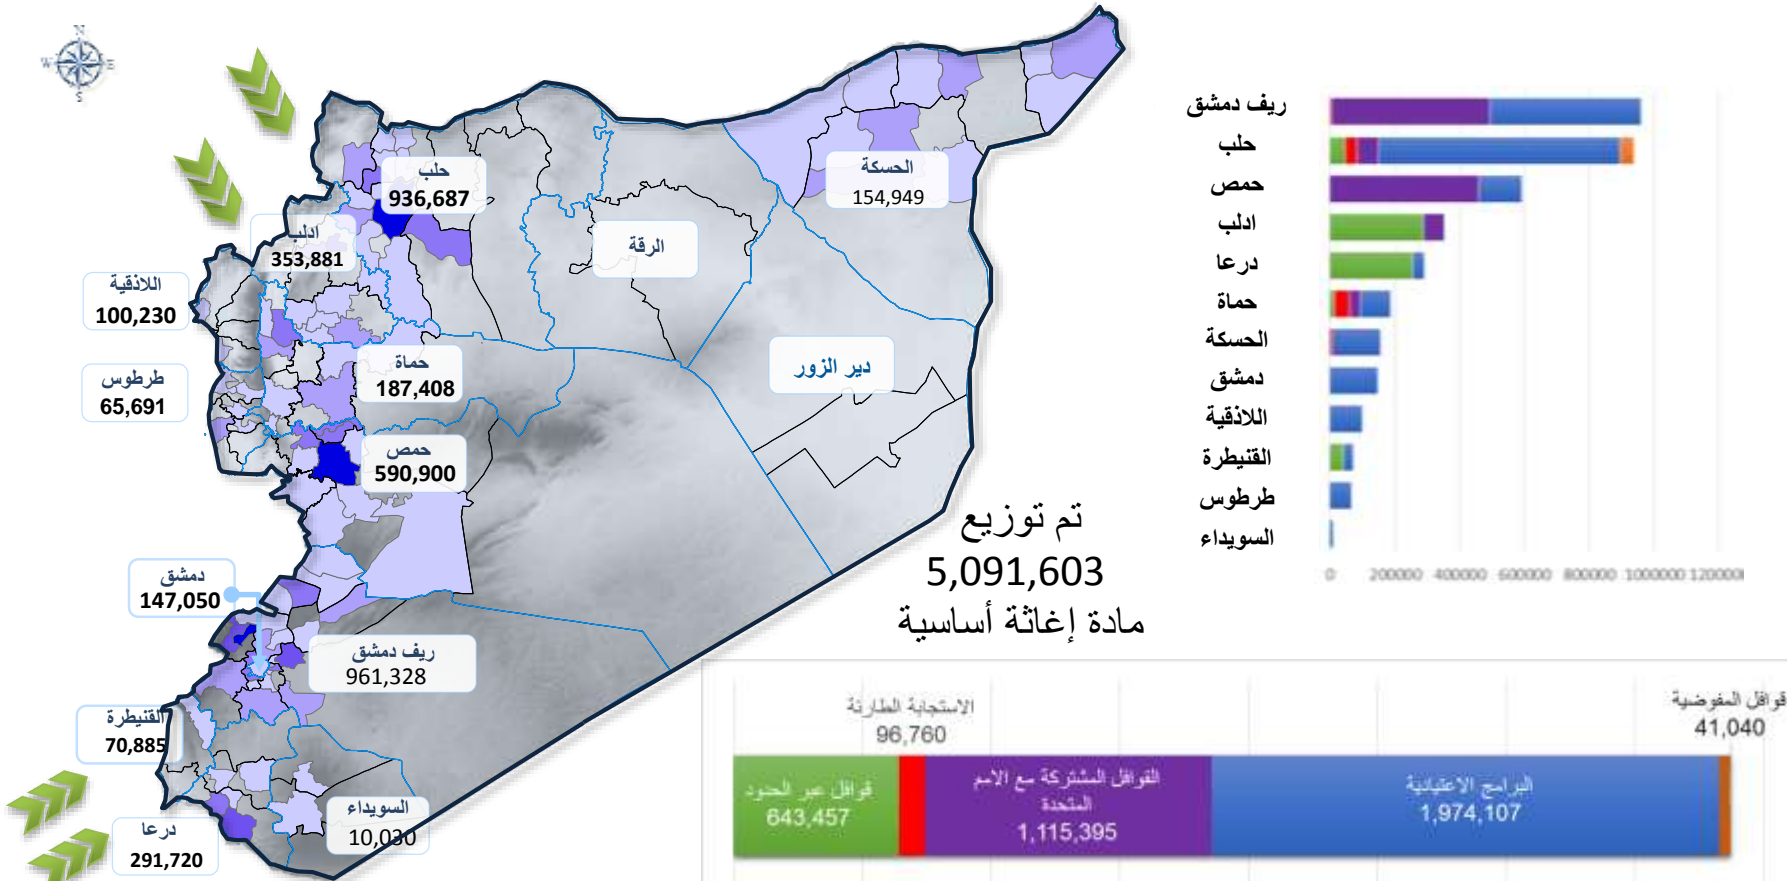 N
W E
S
حلب
936,687
الحسكة
154,949
ادلب
353,881
الرقة
اللاذقية
100,230
حماة
187,408
دير الزور
طرطوس
65,691
حمص
590,900
تم توزيع
5,091,603
مادة إغاثة أساسية
دمشق
147,050
ريف دمشق
961,328
القنيطرة
70,885
السويداء
10,030
درعا
291,720
ريف دمشق
حلب
حمص
ادلب
درعا
حماة
الحسكة
دمشق
اللاذقية
القنيطرة
طرطوس
السويداء
0 200000 400000 600000 800000 1000000 1200000
الاستجابة الطارئة
96,760
قوافل المفوضية
41,040
قوافل عبر الحدود
643,457
القوافل المشتركة مع الامم
المتحدة
1,115,395
البرامج الاعتيادية
1,974,107